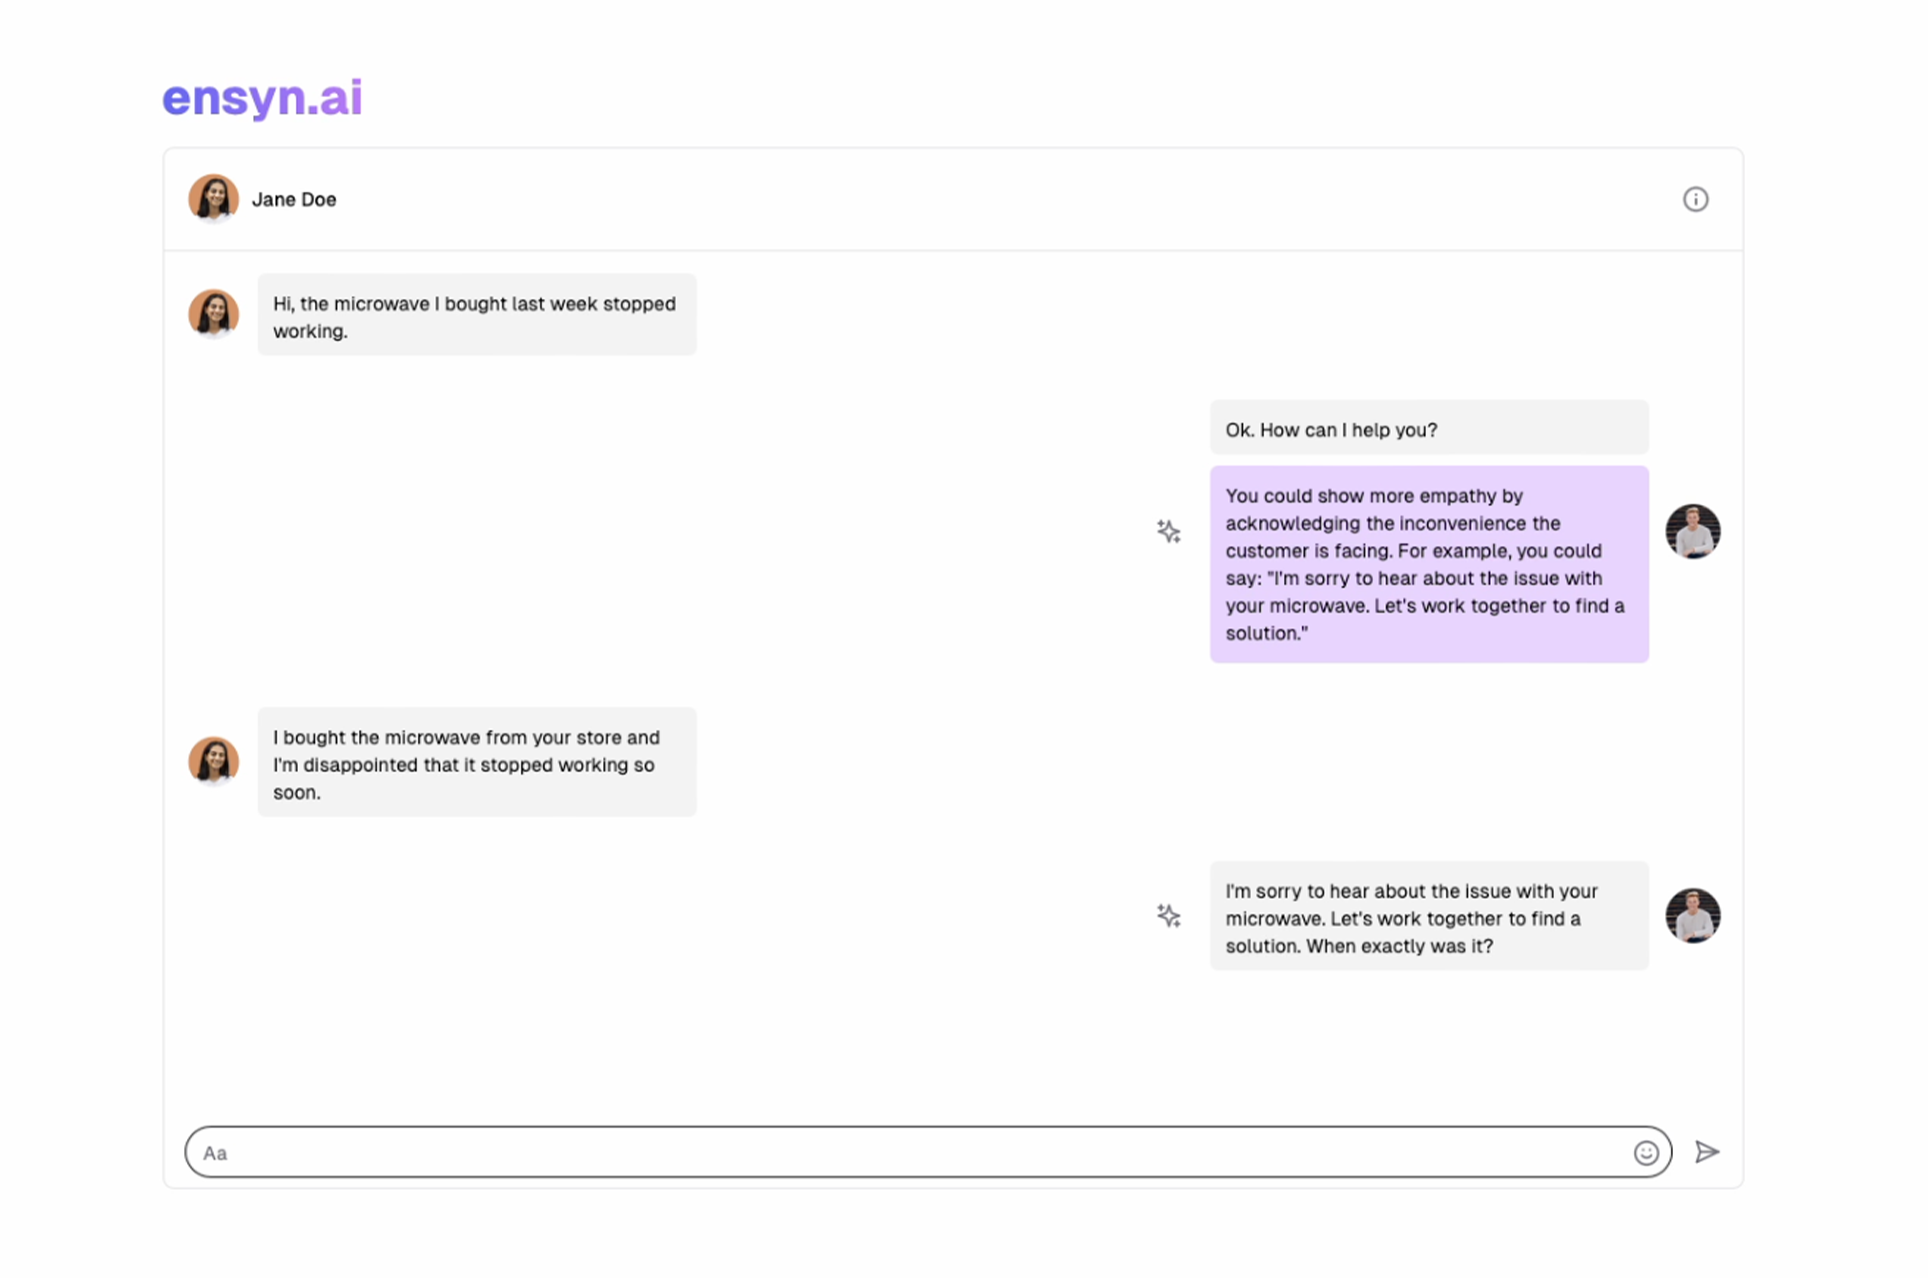 ensyn.ai
Jane Doe
Hi, the microwave I bought last week stopped
working.
Ok. How can I help you?
You could show more empathy by
acknowledging the inconvenience the
customer is facing. For example, you could
say: "I'm sorry to hear about the issue with
your microwave. Let's work together to find a
solution."
I bought the microwave from your store and
I'm disappointed that it stopped working so
soon.
I'm sorry to hear about the issue with your
microwave. Let's work together to find a
solution. When exactly was it?
Aa